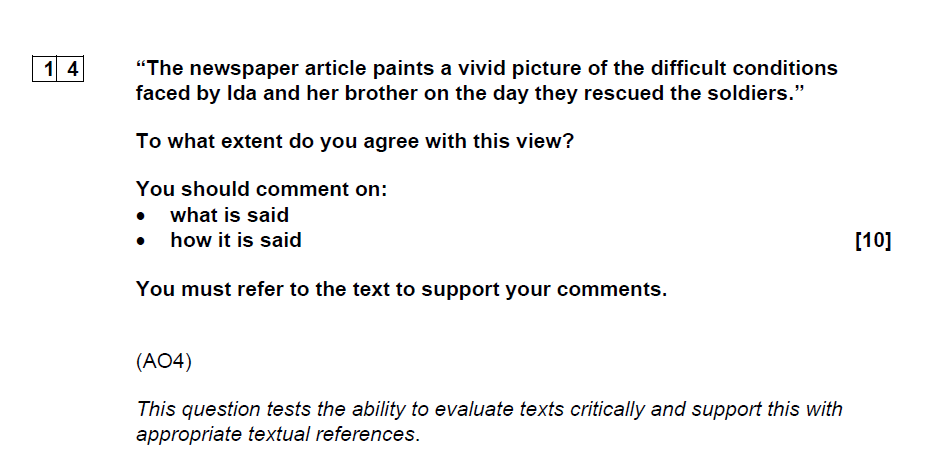 1 4 “The newspaper article paints a vivid picture of the difficult conditions
faced by Ida and her brother on the day they rescued the soldiers.”
To what extent do you agree with this view?
You should comment on:
• what is said
• how it is said [10]
You must refer to the text to support your comments.
(AO4)
This question tests the ability to evaluate texts critically and support this with
appropriate textual references.